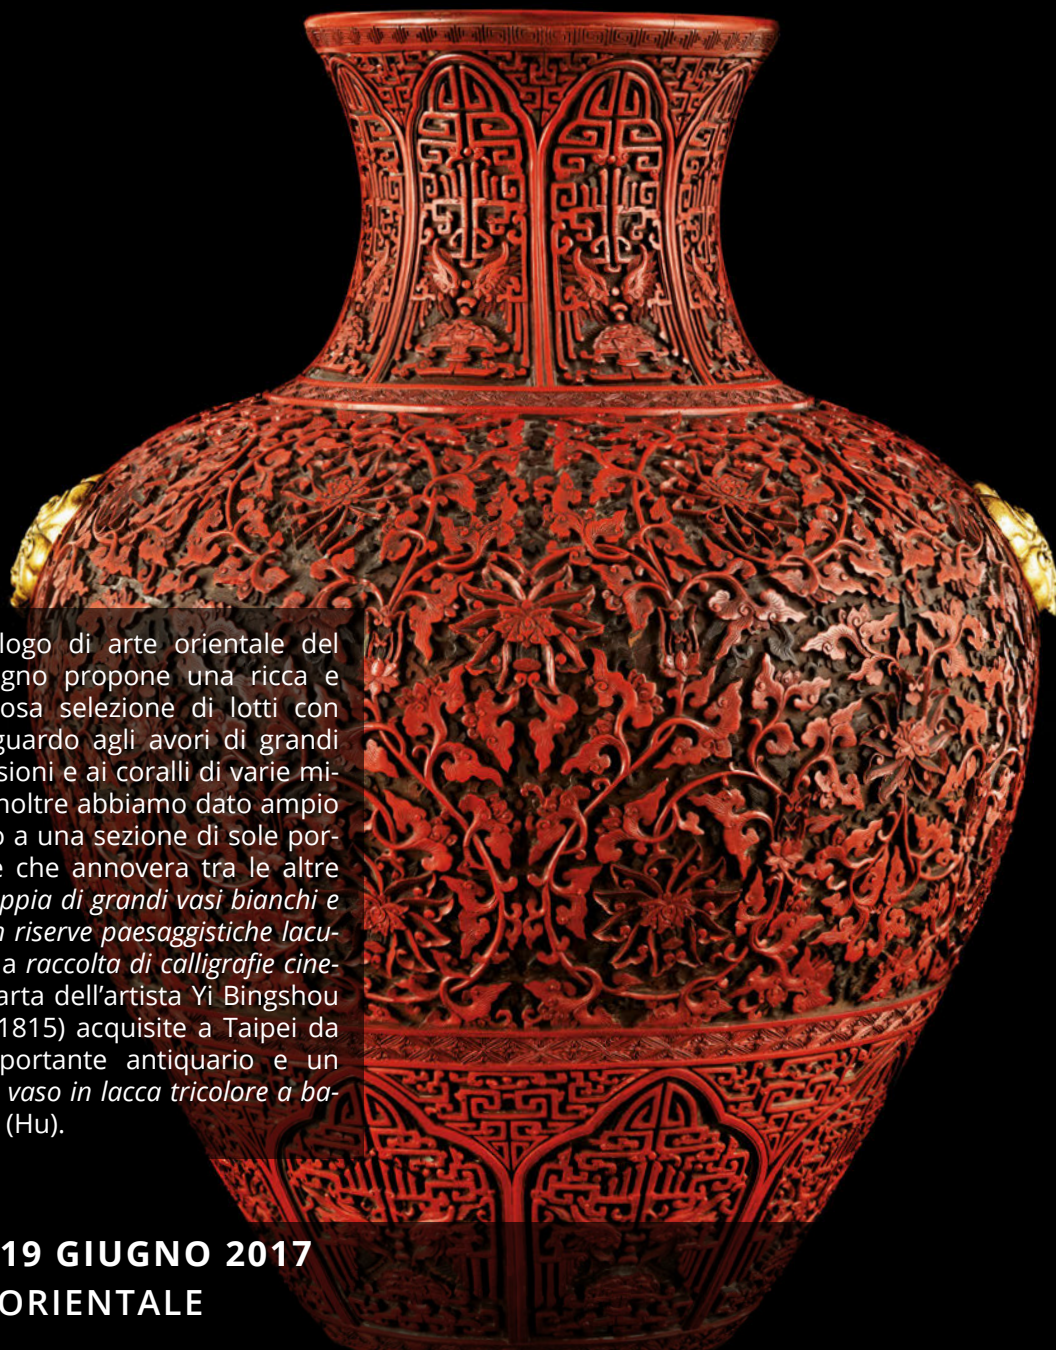 logo di arte orientale del
gno propone una ricca e
osa selezione di lotti con
guardo agli avori di grandi
sioni e ai coralli di varie mi-
noltre abbiamo dato ampio
o a una sezione di sole por-
e che annovera tra le altre
ppia di grandi vasi bianchi e
n riserve paesaggistiche lacu-
a raccolta di calligrafie cine-
arta dell’artista Yi Bingshou
1815) acquisite a Taipei da
portante antiquario e un
vaso in lacca tricolore a ba-
(Hu).
19 GIUGNO 2017
ORIENTALE